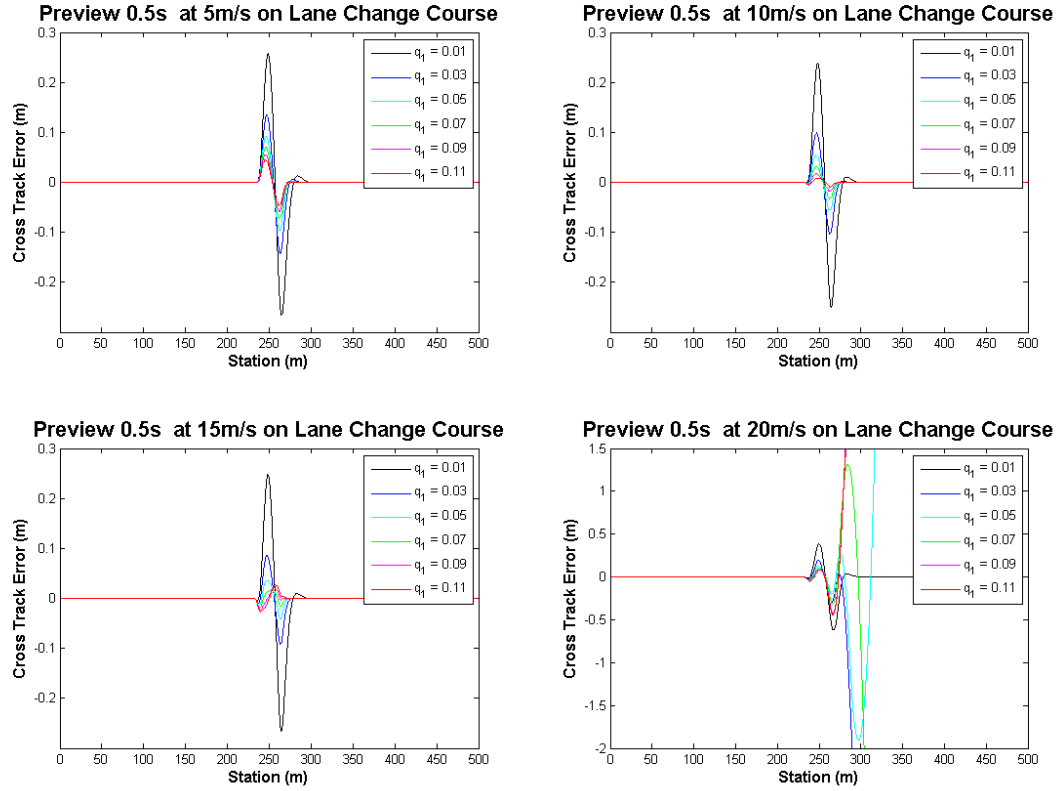 Preview 0.5s at 5m/s on Lane Change Course
0.3
0.2
0.1
0
-0.1
-0.2
Cross Track Error (m)
q1 = 0.01
q1 = 0.03
q1 = 0.05
q1 = 0.07
q1 = 0.09
q1 = 0.11
0 50 100 150 200 250 300 350 400 450 500
Station (m)
Preview 0.5s at 10m/s on Lane Change Course
0.3
0.2
0.1
0
-0.1
-0.2
Cross Track Error (m)
q1 = 0.01
q1 = 0.03
q1 = 0.05
q1 = 0.07
q1 = 0.09
q1 = 0.11
0 50 100 150 200 250 300 350 400 450 500
Station (m)
Preview 0.5s at 15m/s on Lane Change Course
0.3
0.2
0.1
0
-0.1
-0.2
Cross Track Error (m)
q1 = 0.01
q1 = 0.03
q1 = 0.05
q1 = 0.07
q1 = 0.09
q1 = 0.11
0 50 100 150 200 250 300 350 400 450 500
Station (m)
Preview 0.5s at 20m/s on Lane Change Course
1.5
1
0.5
0
-0.5
-1
-1.5
-2
Cross Track Error (m)
q1 = 0.01
q1 = 0.03
q1 = 0.05
q1 = 0.07
q1 = 0.09
q1 = 0.11
0 50 100 150 200 250 300 350 400 450 500
Station (m)